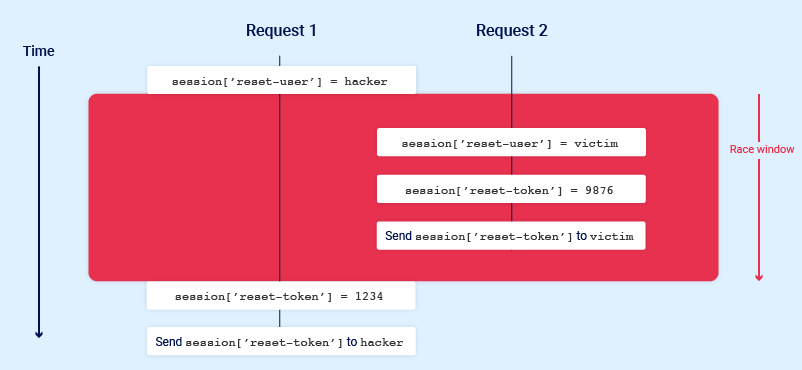 Request 1
Request 2
Time
session['reset-user'] = hacker
session['reset-user'] = victim
Race window
session['reset-token'] = 9876
Send session['reset-token'] to victim
session['reset-token'] = 1234
Send session['reset-token'] to hacker